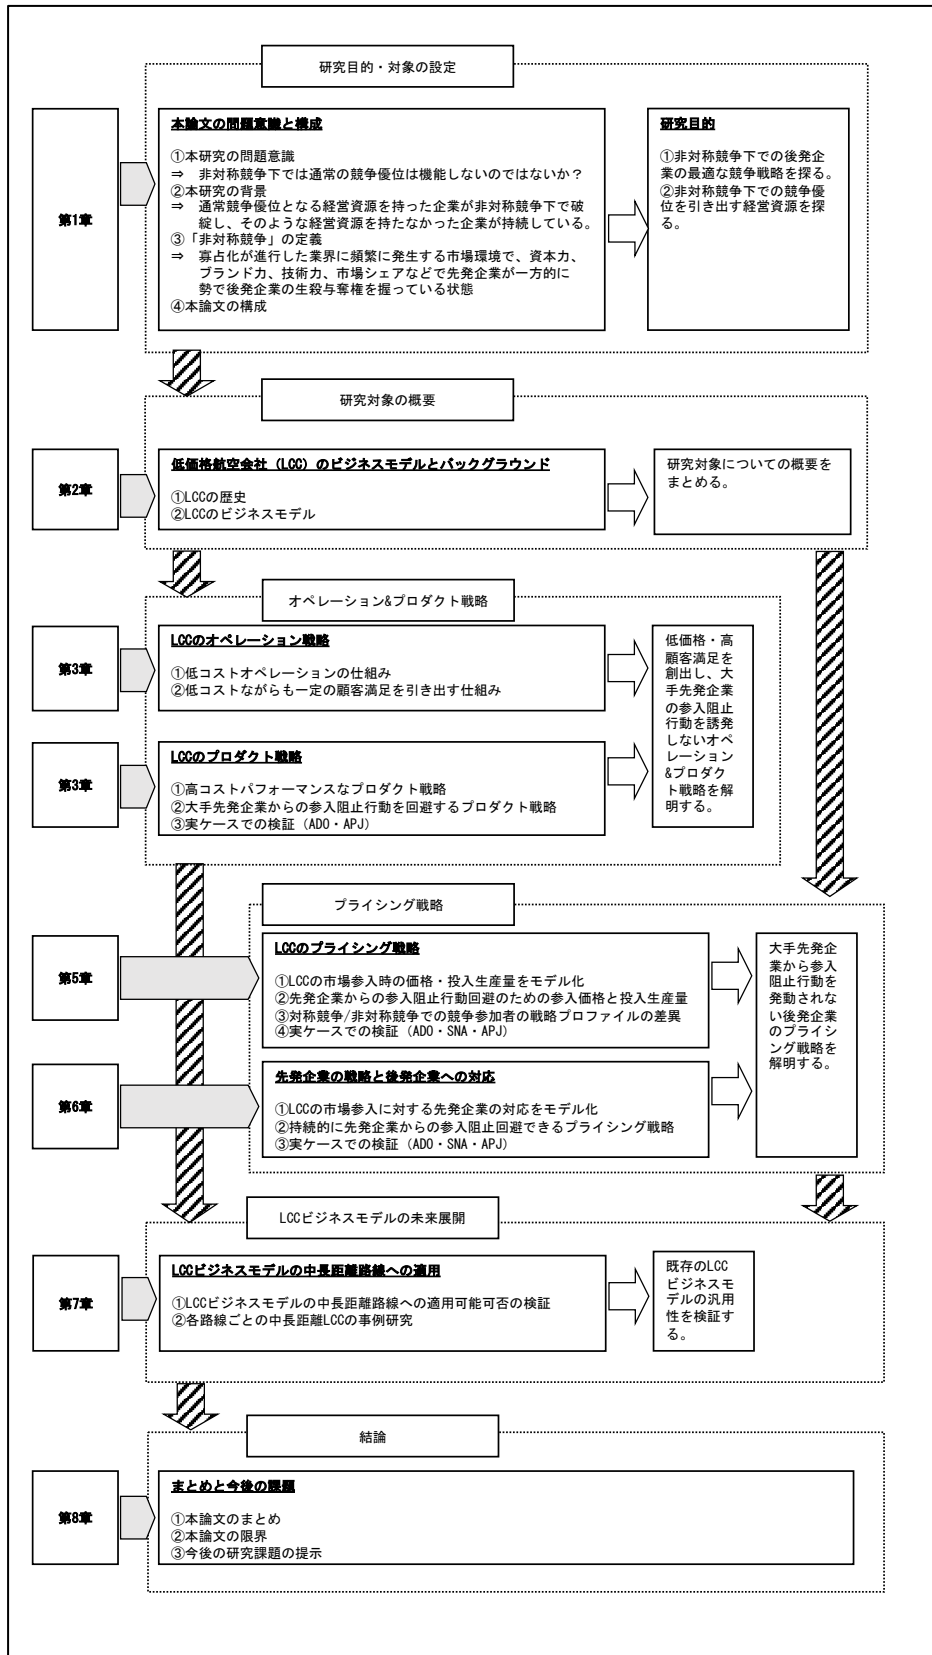 研究目的・対象の設定
第1章
本論文の問題意識と構成
①本研究の問題意識
⇒　非対称競争下では通常の競争優位は機能しないのではないか？
②本研究の背景
⇒　通常競争優位となる経営資源を持った企業が非対称競争下で破
綻し、そのような経営資源を持たなかった企業が持続している。
③「非対称競争」の定義
⇒　寡占化が進行した業界に頻繁に発生する市場環境で、資本力、
ブランド力、技術力、市場シェアなどで先発企業が一方的に
勢で後発企業の生殺与奪権を握っている状態
④本論文の構成
研究目的
①非対称競争下での後発企
業の最適な競争戦略を探る。
②非対称競争下での競争優
位を引き出す経営資源を探
る。
研究対象の概要
第2章
低価格航空会社（LCC）のビジネスモデルとバックグラウンド
①LCCの歴史
②LCCのビジネスモデル
研究対象についての概要を
まとめる。
オペレーション&プロダクト戦略
第3章
LCCのオペレーション戦略
①低コストオペレーションの仕組み
②低コストながらも一定の顧客満足を引き出す仕組み
第3章
LCCのプロダクト戦略
①高コストパフォーマンスなプロダクト戦略
②大手先発企業からの参入阻止行動を回避するプロダクト戦略
③実ケースでの検証（ADO・APJ）
低価格・高
顧客満足を
創出し、大
手先発企業
の参入阻止
行動を誘発
しないオペ
レーション
&プロダク
ト戦略を解
明する。
プライシング戦略
第5章
LCCのプライシング戦略
①LCCの市場参入時の価格・投入生産量をモデル化
②先発企業からの参入阻止行動回避のための参入価格と投入生産量
③対称競争/非対称競争での競争参加者の戦略プロファイルの差異
④実ケースでの検証（ADO・SNA・APJ）
第6章
先発企業の戦略と後発企業への対応
①LCCの市場参入に対する先発企業の対応をモデル化
②持続的に先発企業からの参入阻止回避できるプライシング戦略
③実ケースでの検証（ADO・SNA・APJ）
大手先発企
業から参入
阻止行動を
発動されな
い後発企業
のプライシ
ング戦略を
解明する。
LCCビジネスモデルの未来展開
第7章
LCCビジネスモデルの中長距離路線への適用
①LCCビジネスモデルの中長距離路線への適用可能可否の検証
②各路線ごとの中長距離LCCの事例研究
既存のLCC
ビジネスモ
デルの汎用
性を検証す
る。
結論
第8章
まとめと今後の課題
①本論文のまとめ
②本論文の限界
③今後の研究課題の提示